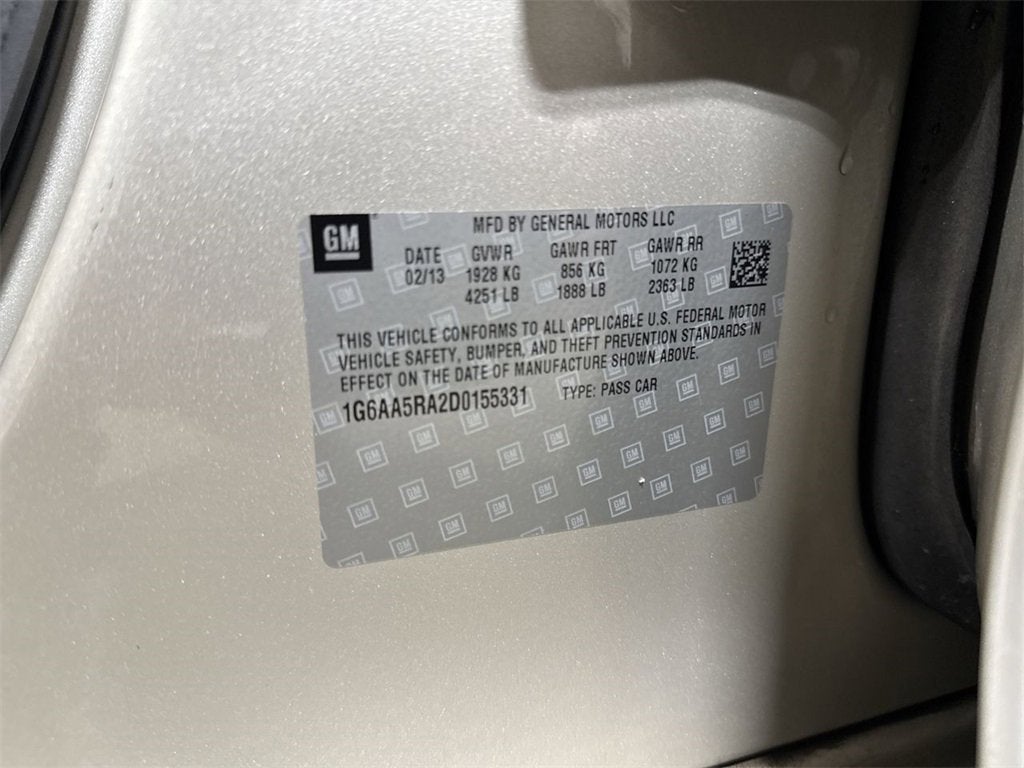 GM
MFD BY GENERAL MOTORS LLC
DATE GVWR GAWR FRT GAWR RR
02/13 1928 KG 856 KG 1072 KG
4251 LB 1888 LB 2363 LB
THIS VEHICLE CONFORMS TO ALL APPLICABLE U.S. FEDERAL MOTOR
VEHICLE SAFETY, BUMPER, AND THEFT PREVENTION STANDARDS IN
EFFECT ON THE DATE OF MANUFACTURE SHOWN ABOVE.
1G6AA5RA2D0155331 TYPE: PASS CAR